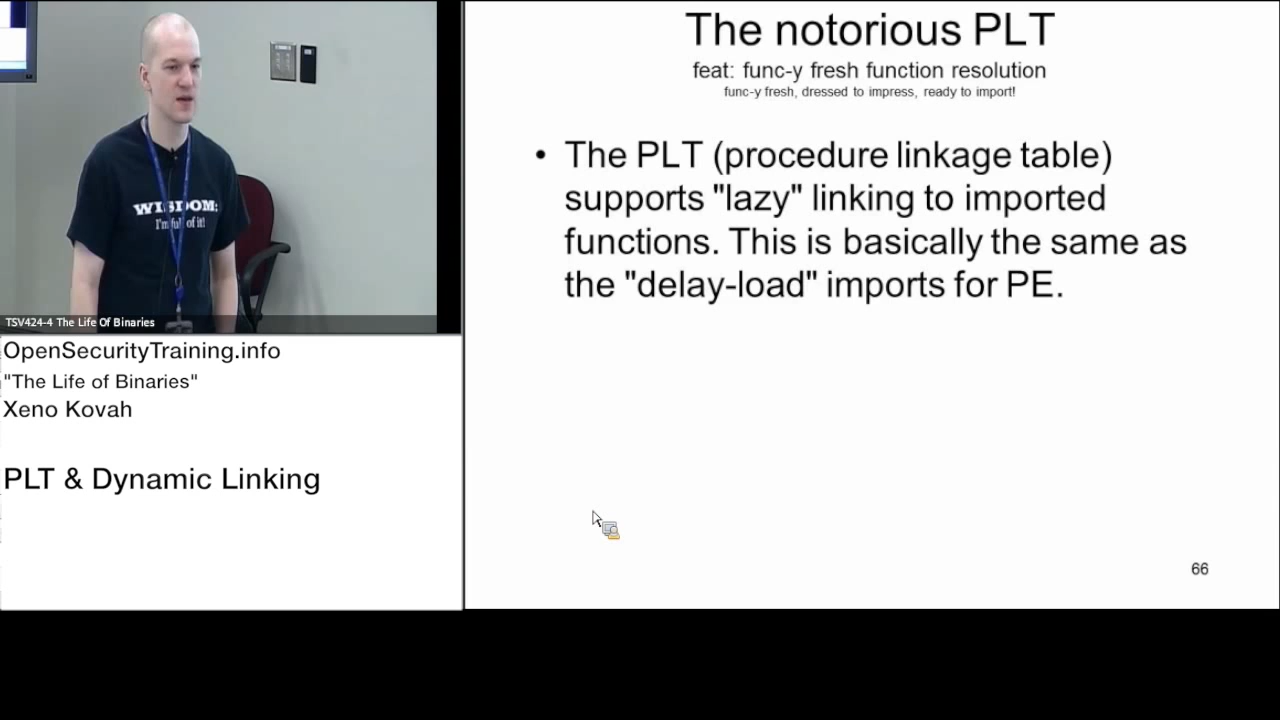 WISDOM:
I'm full of it!
TSV424-4 The Life Of Binaries
OpenSecurityTraining.info
"The Life of Binaries"
Xeno Kovah
PLT & Dynamic Linking
The notorious PLT
feat: func-y fresh function resolution
func-y fresh, dressed to impress, ready to import!
• The PLT (procedure linkage table)
supports "lazy" linking to imported
functions. This is basically the same as
the "delay-load" imports for PE.
66